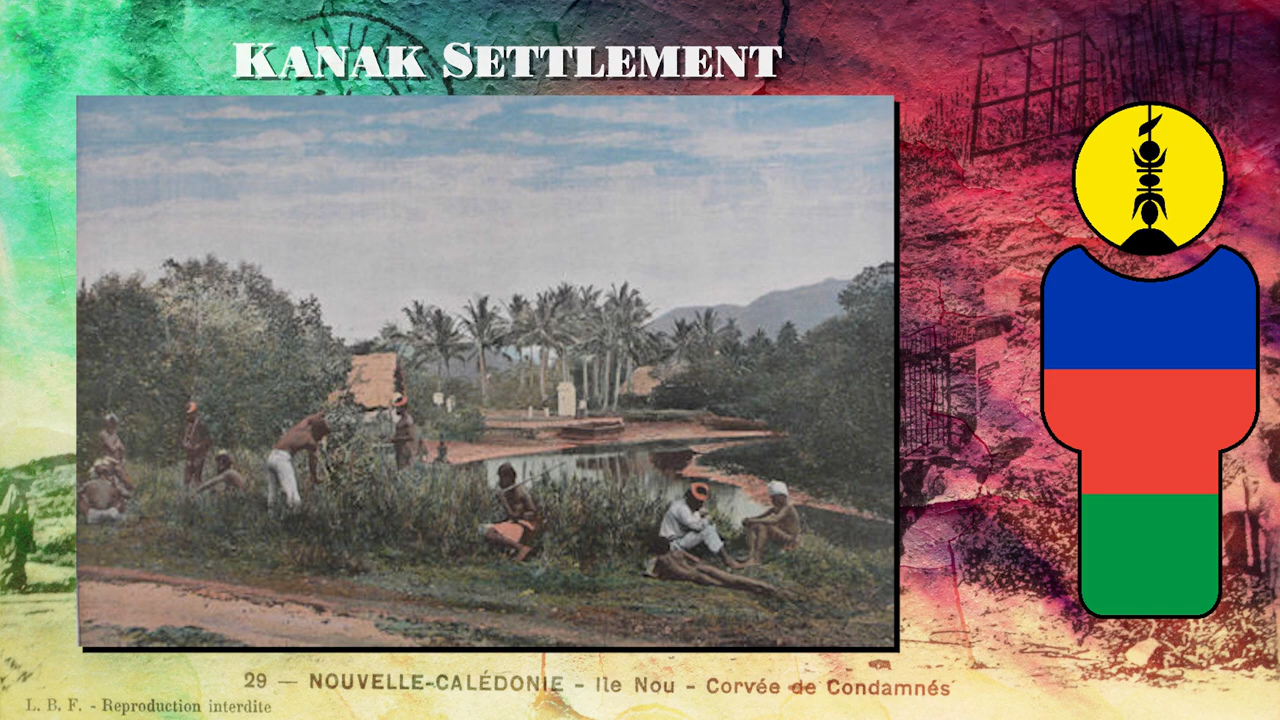 KANAK SETTLEMENT
29 — NOUVELLE-CALÉDONIE - Ile Nou - Corvée de Condamnés
L. B. F. - Reproduction interdite